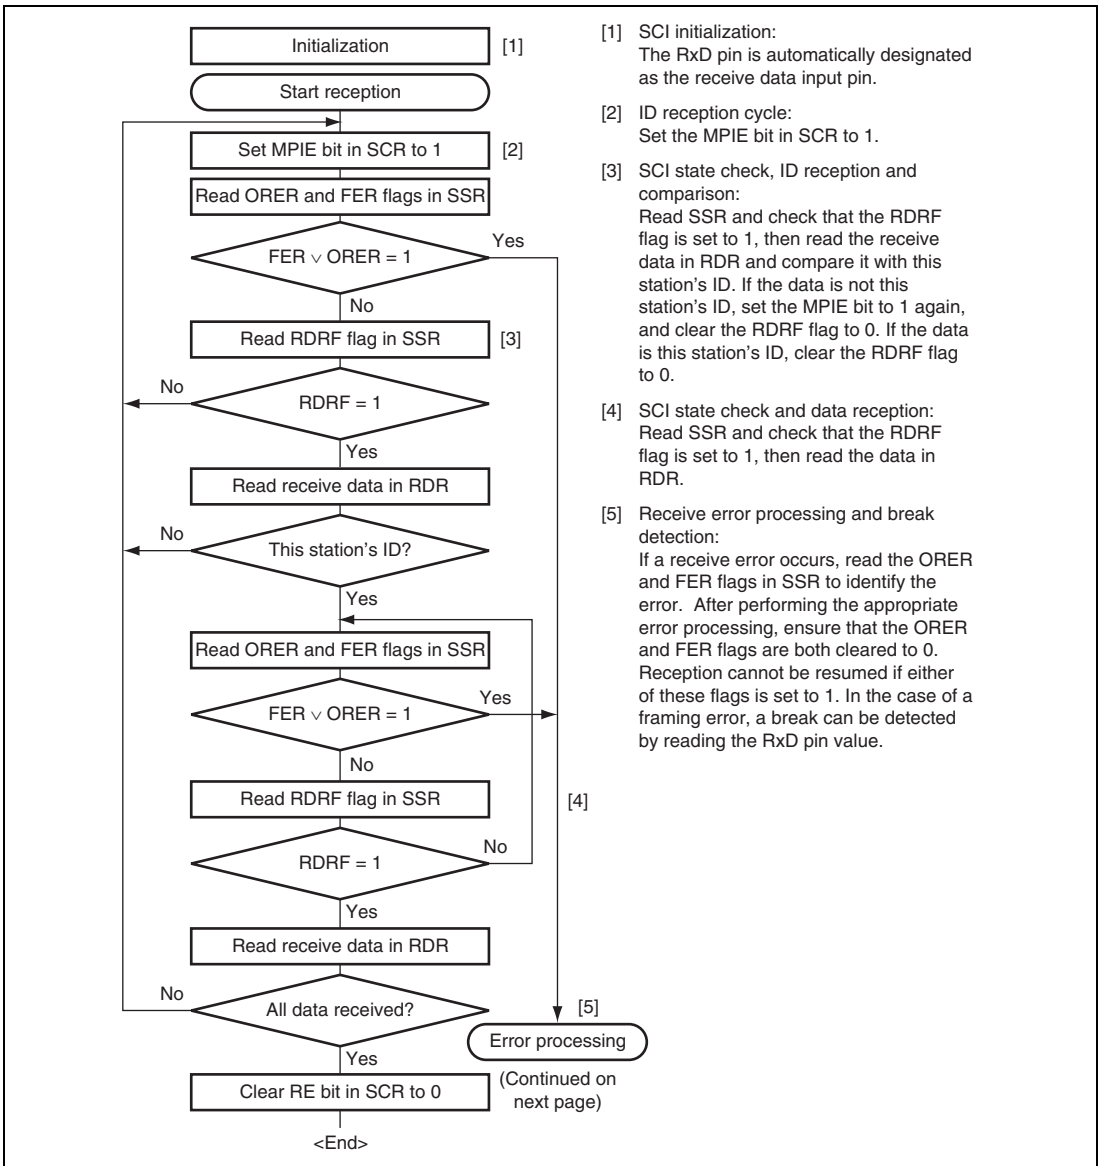 Initialization
[1]
Start reception
Set MPIE bit in SCR to 1
[2]
Read ORER and FER flags in SSR
FER ∨ ORER = 1
Yes
No
Read RDRF flag in SSR
[3]
RDRF = 1
No
Yes
Read receive data in RDR
This station's ID?
No
Yes
Read ORER and FER flags in SSR
FER ∨ ORER = 1
Yes
No
Read RDRF flag in SSR
[4]
RDRF = 1
No
Yes
Read receive data in RDR
All data received?
No
Yes
[5]
Error processing
(Continued on
next page)
Clear RE bit in SCR to 0
<End>
[1] SCI initialization:
The RxD pin is automatically designated
as the receive data input pin.
[2] ID reception cycle:
Set the MPIE bit in SCR to 1.
[3] SCI state check, ID reception and
comparison:
Read SSR and check that the RDRF
flag is set to 1, then read the receive
data in RDR and compare it with this
station's ID. If the data is not this
station's ID, set the MPIE bit to 1 again,
and clear the RDRF flag to 0. If the data
is this station's ID, clear the RDRF flag
to 0.
[4] SCI state check and data reception:
Read SSR and check that the RDRF
flag is set to 1, then read the data in
RDR.
[5] Receive error processing and break
detection:
If a receive error occurs, read the ORER
and FER flags in SSR to identify the
error. After performing the appropriate
error processing, ensure that the ORER
and FER flags are both cleared to 0.
Reception cannot be resumed if either
of these flags is set to 1. In the case of a
framing error, a break can be detected
by reading the RxD pin value.